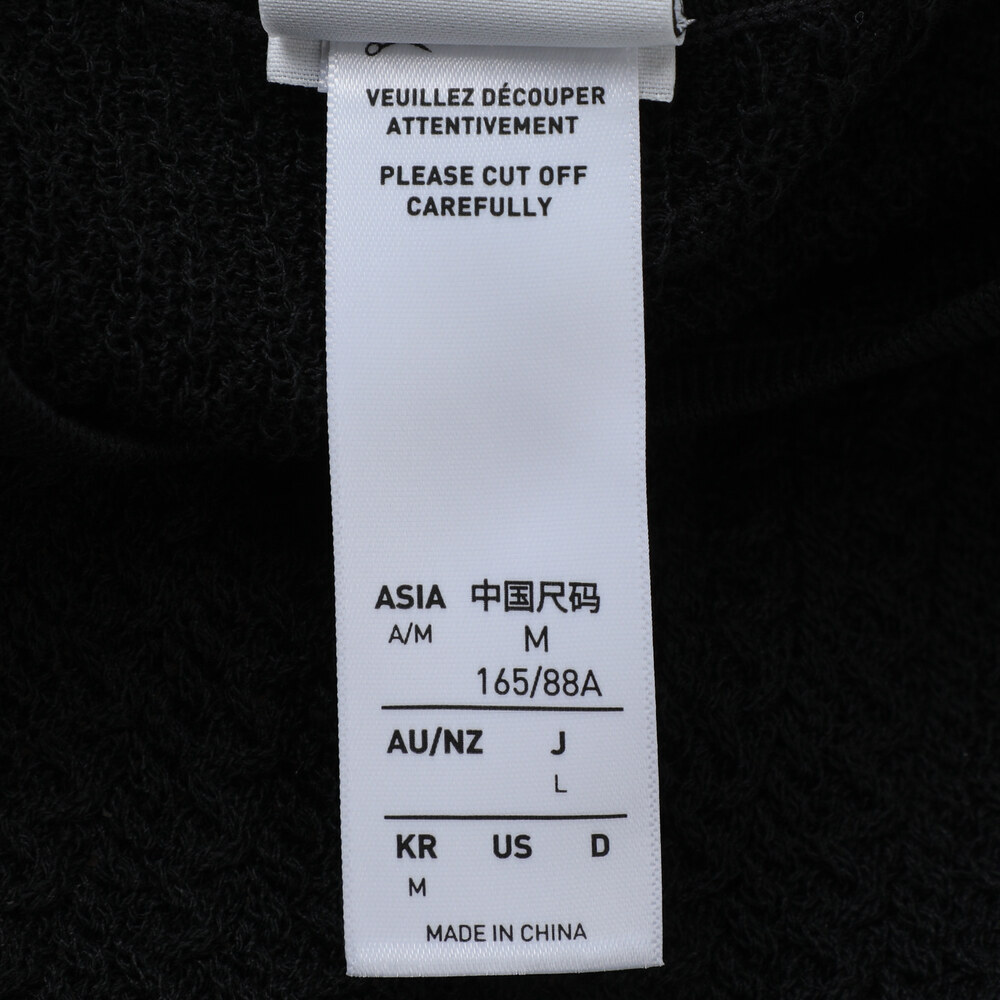 VEUILLEZ DÉCOUPER
ATTENTIVEMENT
PLEASE CUT OFF
CAREFULLY
ASIA 中国尺码
A/M M
165/88A
AU/NZ J
L
KR US D
M
MADE IN CHINA